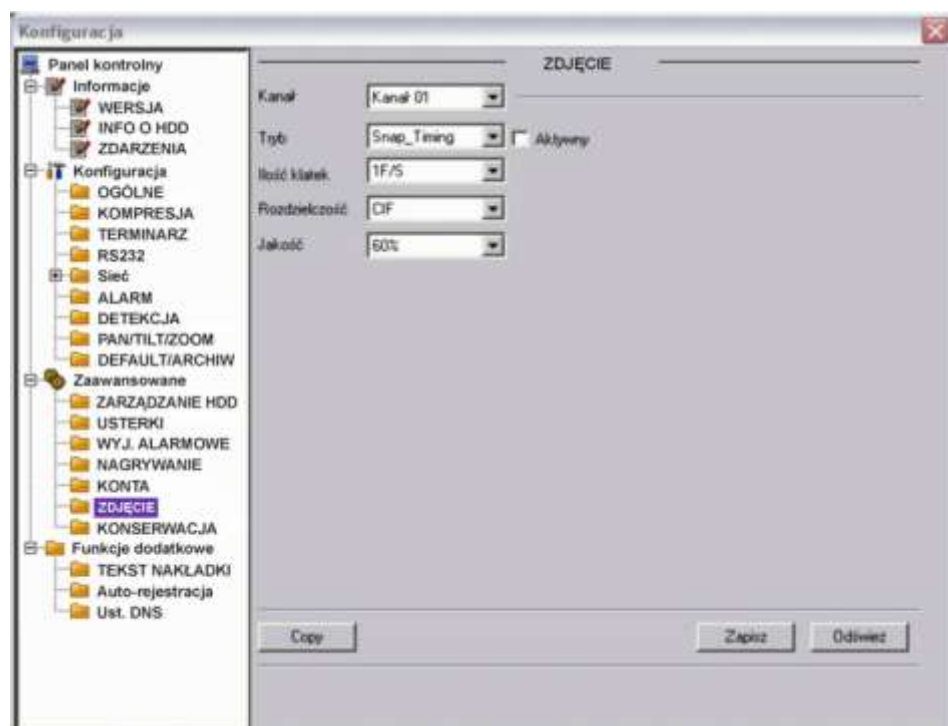 Konfiguracja
Panel kontrolny
Informacje
WERSJA
INFO O HDD
ZDARZENIA
Konfiguracja
OGÓLNE
KOMPRESJA
TERMINARZ
RS232
Sieć
ALARM
DETEKCJA
PAN/TILT/ZOOM
DEFAULT/ARCHIW
Zaawansowane
ZARZĄDZANIE HDD
USTERKI
WYJ. ALARMOWE
NAGRYWANIE
KONTA
ZDJĘCIE
KONSERWACJA
Funkcje dodatkowe
TEKST NAKŁADKI
Auto-rejestracja
Ust. DNS
ZDJĘCIE
Kanał Kanał 01
Tryb Snap_Timing Aktywny
Ilość klatek 1F/S
Rozdzielczość CIF
Jakość 60%
Copy Zapisz Odśwież